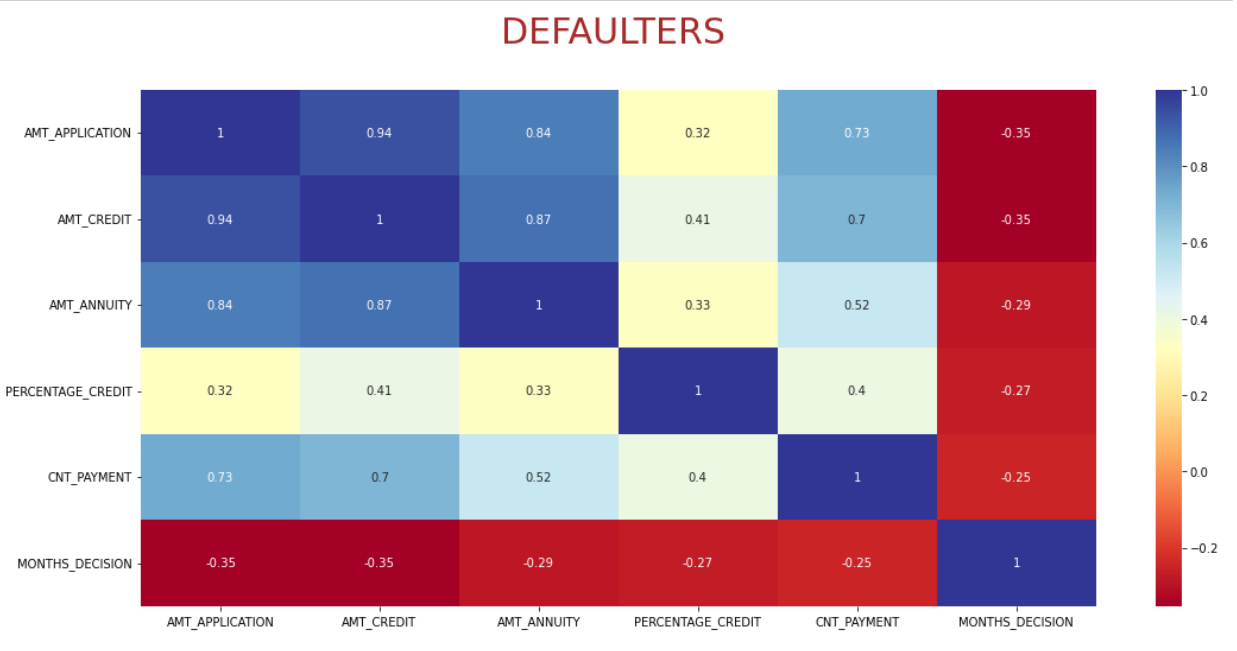 DEFAULTERS
AMT_APPLICATION 1 0.94 0.84 0.32 0.73 -0.35
AMT_CREDIT 0.94 1 0.87 0.41 0.7 -0.35
AMT_ANNUITY 0.84 0.87 1 0.33 0.52 -0.29
PERCENTAGE_CREDIT 0.32 0.41 0.33 1 0.4 -0.27
CNT_PAYMENT 0.73 0.7 0.52 0.4 1 -0.25
MONTHS_DECISION -0.35 -0.35 -0.29 -0.27 -0.25 1
AMT_APPLICATION AMT_CREDIT AMT_ANNUITY PERCENTAGE_CREDIT CNT_PAYMENT MONTHS_DECISION
1.0
0.8
0.6
0.4
0.2
0.0
−0.2